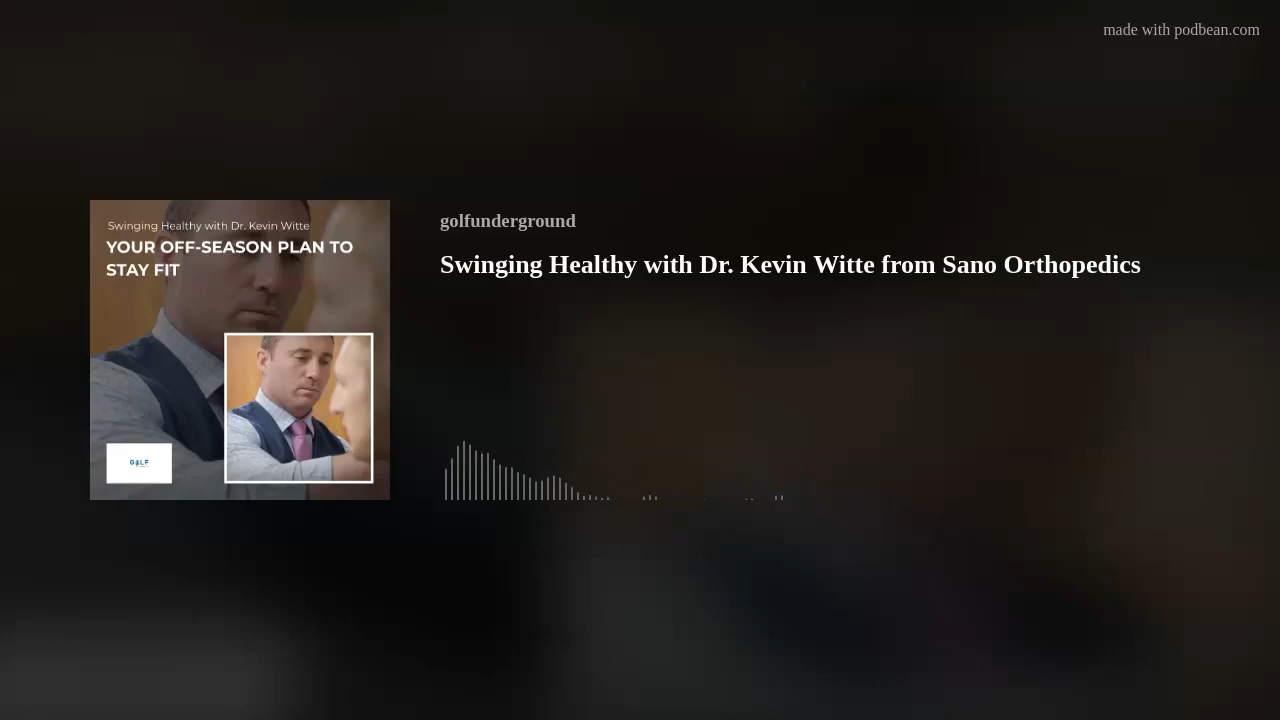 made with podbean.com
Swinging Healthy with Dr. Kevin Witte
YOUR OFF-SEASON PLAN TO
STAY FIT
GOLF
golfunderground
Swinging Healthy with Dr. Kevin Witte from Sano Orthopedics